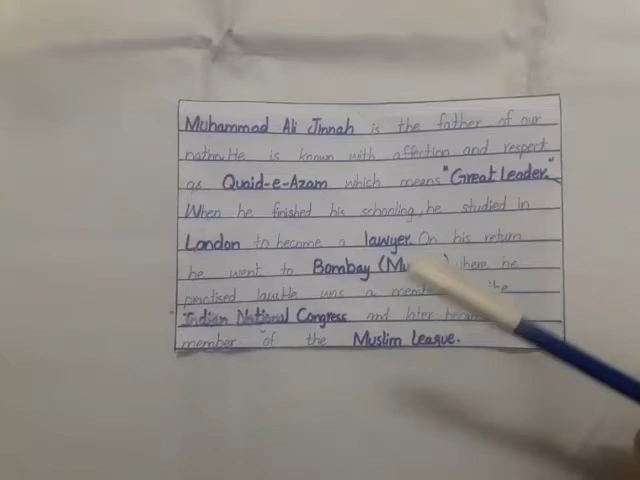 Muhammad Ali Jinnah is the father of our
nation. He is known with affection and respect
as Quaid-e-Azam which means "Great Leader."
When he finished his schooling, he studied in
London to become a lawyer. On his return
he went to Bombay ( ) where he
practised law. He was a
Indian National Congress and later
member of the Muslim League.